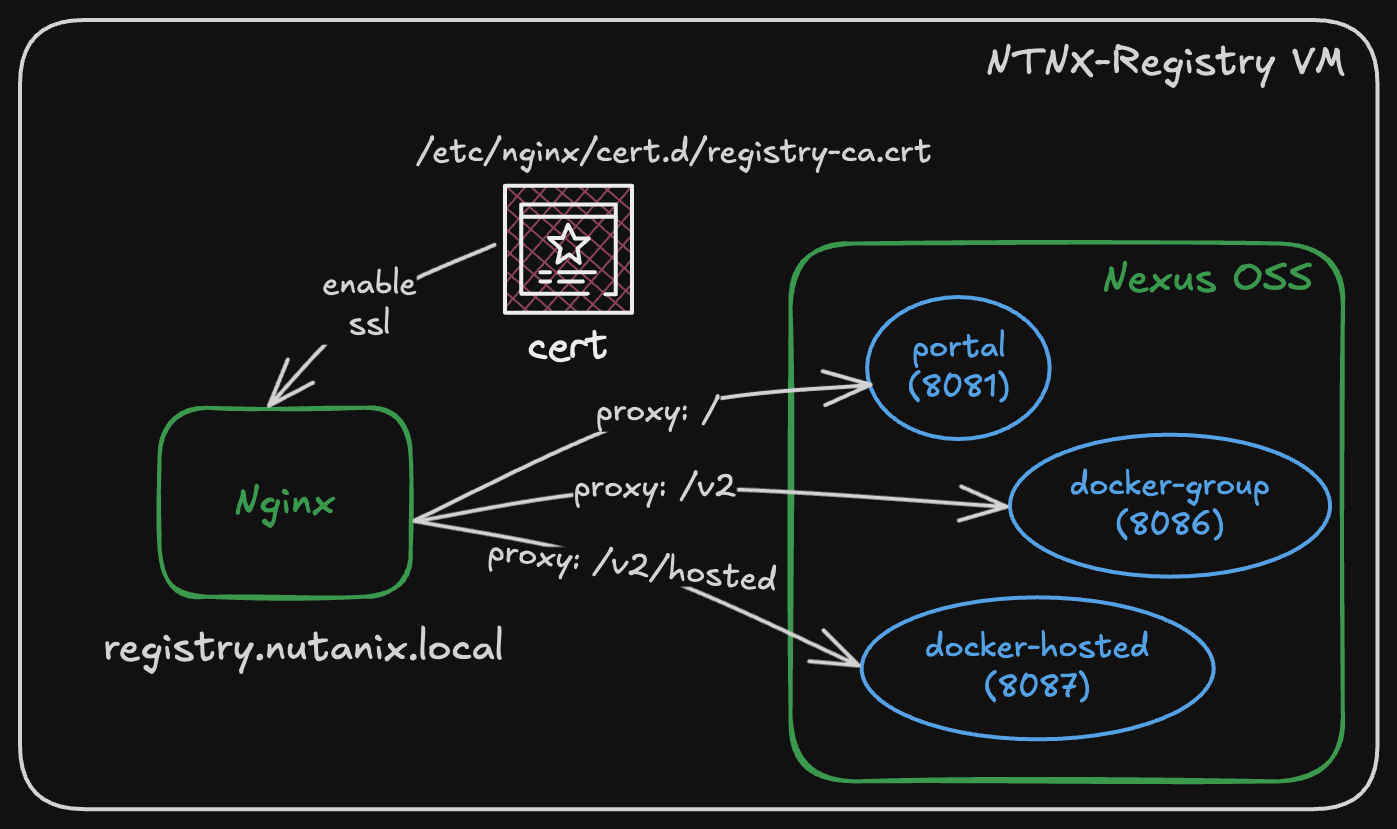 NTNX-Registry VM
/etc/nginx/cert.d/registry-ca.crt
enable
ssl
cert
Nexus OSS
portal
(8081)
proxy: /
Nginx
proxy: /v2
docker-group
(8086)
proxy: /v2/hosted
registry.nutanix.local
docker-hosted
(8087)